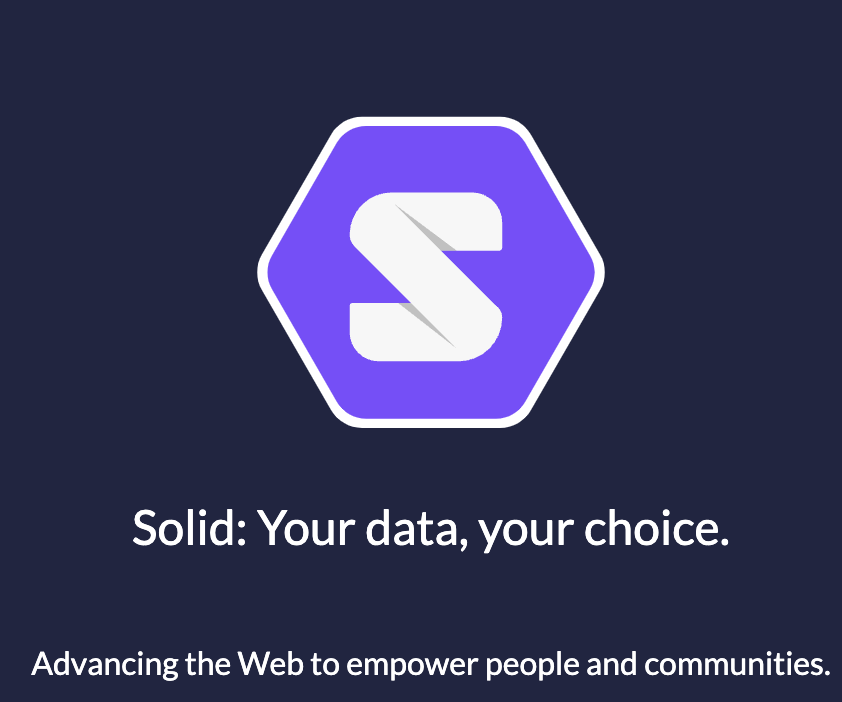 S
Solid: Your data, your choice.
Advancing the Web to empower people and communities.